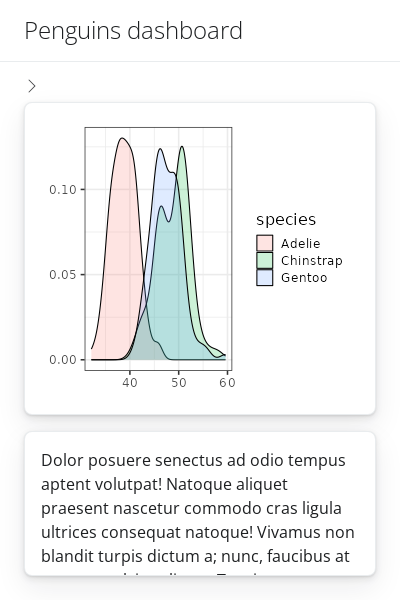 Penguins dashboard
0.10
0.05
0.00
40 50 60
species
Adelie
Chinstrap
Gentoo
Dolor posuere senectus ad odio tempus
aptent volutpat! Natoque aliquet
praesent nascetur commodo cras ligula
ultrices consequat natoque! Vivamus non
blandit turpis dictum a; nunc, faucibus at